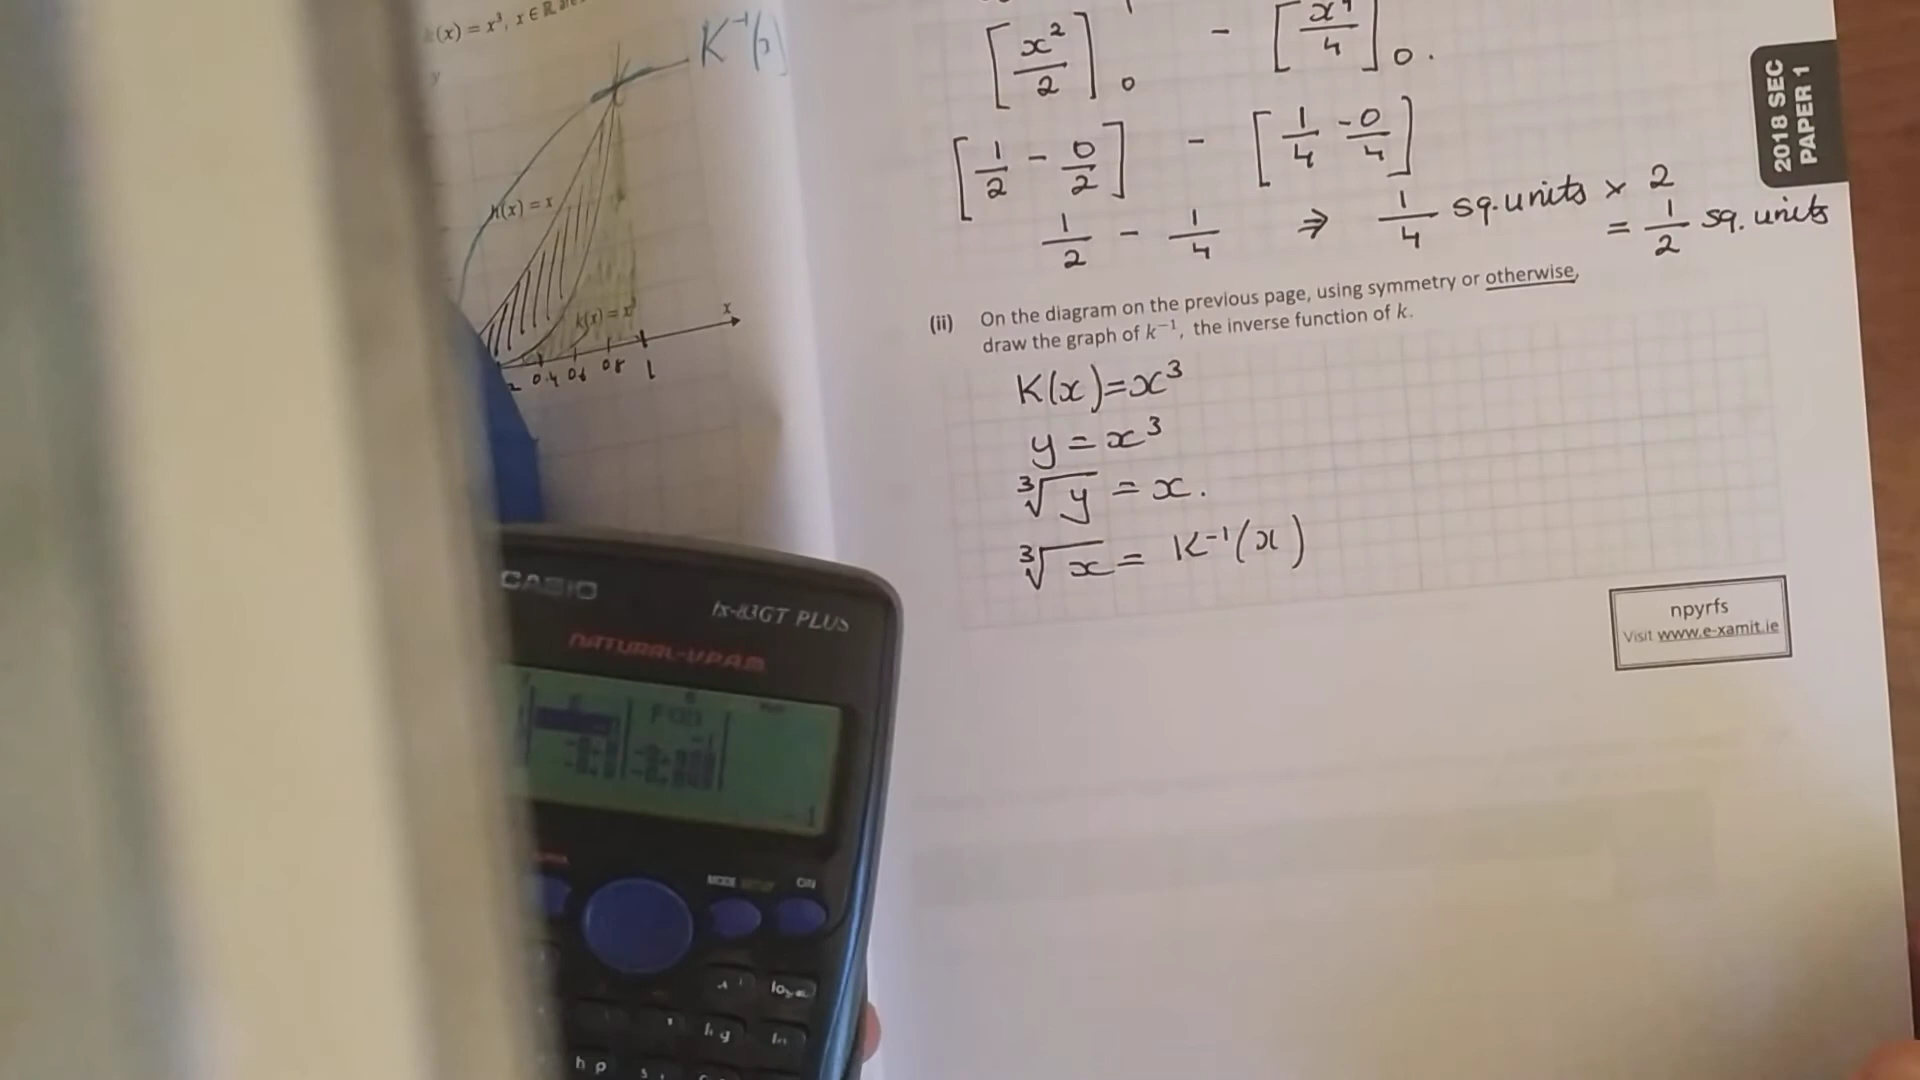 (x) = x³, x ∈ ℝ
y
K⁻¹(
h(x) = x
k(x) = x³
x
0.4 0.6 0.8 1
[x²/2] ₀ - [x⁴/4] ₀.
[1/2 - 0/2] - [1/4 - 0/4]
1/2 - 1/4 ⇒ 1/4 sq. units × 2
= 1/2 sq. units
2018 SEC
PAPER 1
(ii) On the diagram on the previous page, using symmetry or otherwise,
draw the graph of k⁻¹, the inverse function of k.
K(x)=x³
y = x³
³√y = x.
³√x = K⁻¹(x)
npyrfs
Visit www.e-xamit.ie
CASIO
fx-83GT PLUS
NATURAL-V.P.A.M.
F(X)
MODE
ON
log
hyp
ln